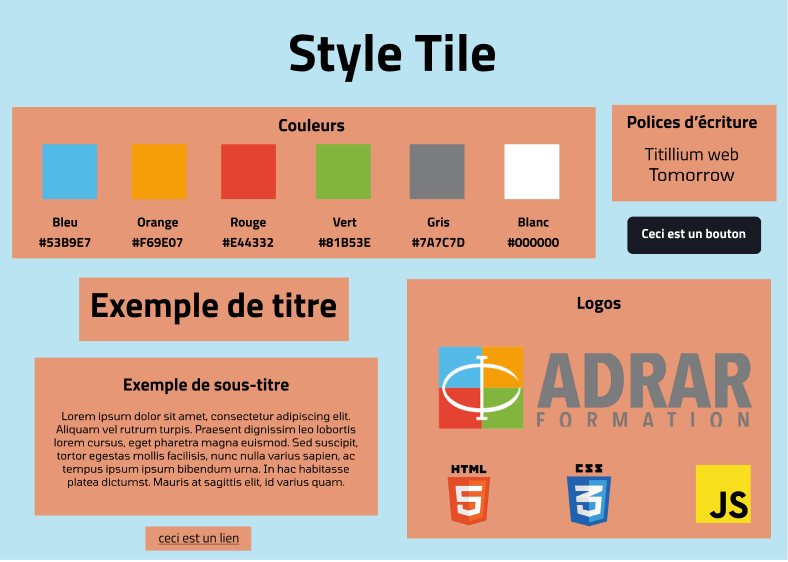 Style Tile
Couleurs
Bleu
#53B9E7
Orange
#F69E07
Rouge
#E44332
Vert
#81B53E
Gris
#7A7C7D
Blanc
#000000
Polices d'écriture
Titillium web
Tomorrow
Ceci est un bouton
Exemple de titre
Exemple de sous-titre
Lorem ipsum dolor sit amet, consectetur adipiscing elit.
Aliquam vel rutrum turpis. Praesent dignissim leo lobortis
lorem cursus, eget pharetra magna euismod. Sed suscipit,
tortor egestas mollis facilisis, nunc nulla varius sapien, ac
tempus ipsum ipsum bibendum urna. In hac habitasse
platea dictumst. Mauris at sagittis elit, id varius quam.
ceci est un lien
Logos
ADRAR
FORMATION
HTML
5
CSS
3
JS